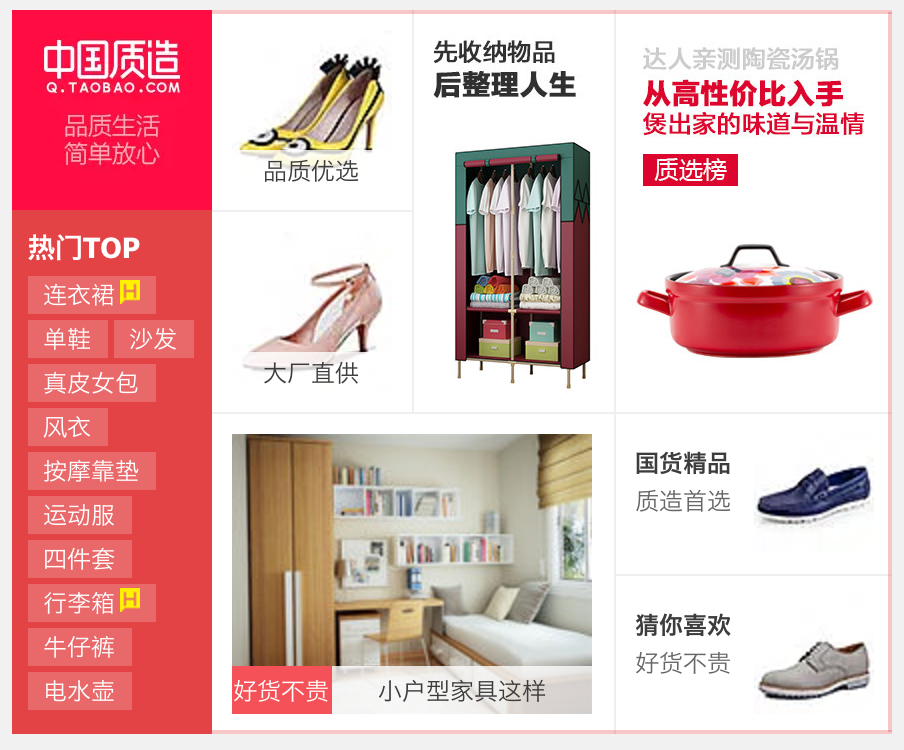 中国质造
Q.TAOBAO.COM
品质生活
简单放心
热门TOP
连衣裙 H
单鞋 沙发
真皮女包
风衣
按摩靠垫
运动服
四件套
行李箱 H
牛仔裤
电水壶
品质优选
大厂直供
先收纳物品
后整理人生
达人亲测陶瓷汤锅
从高性价比入手
煲出家的味道与温情
质选榜
好货不贵 小户型家具这样
国货精品
质造首选
猜你喜欢
好货不贵